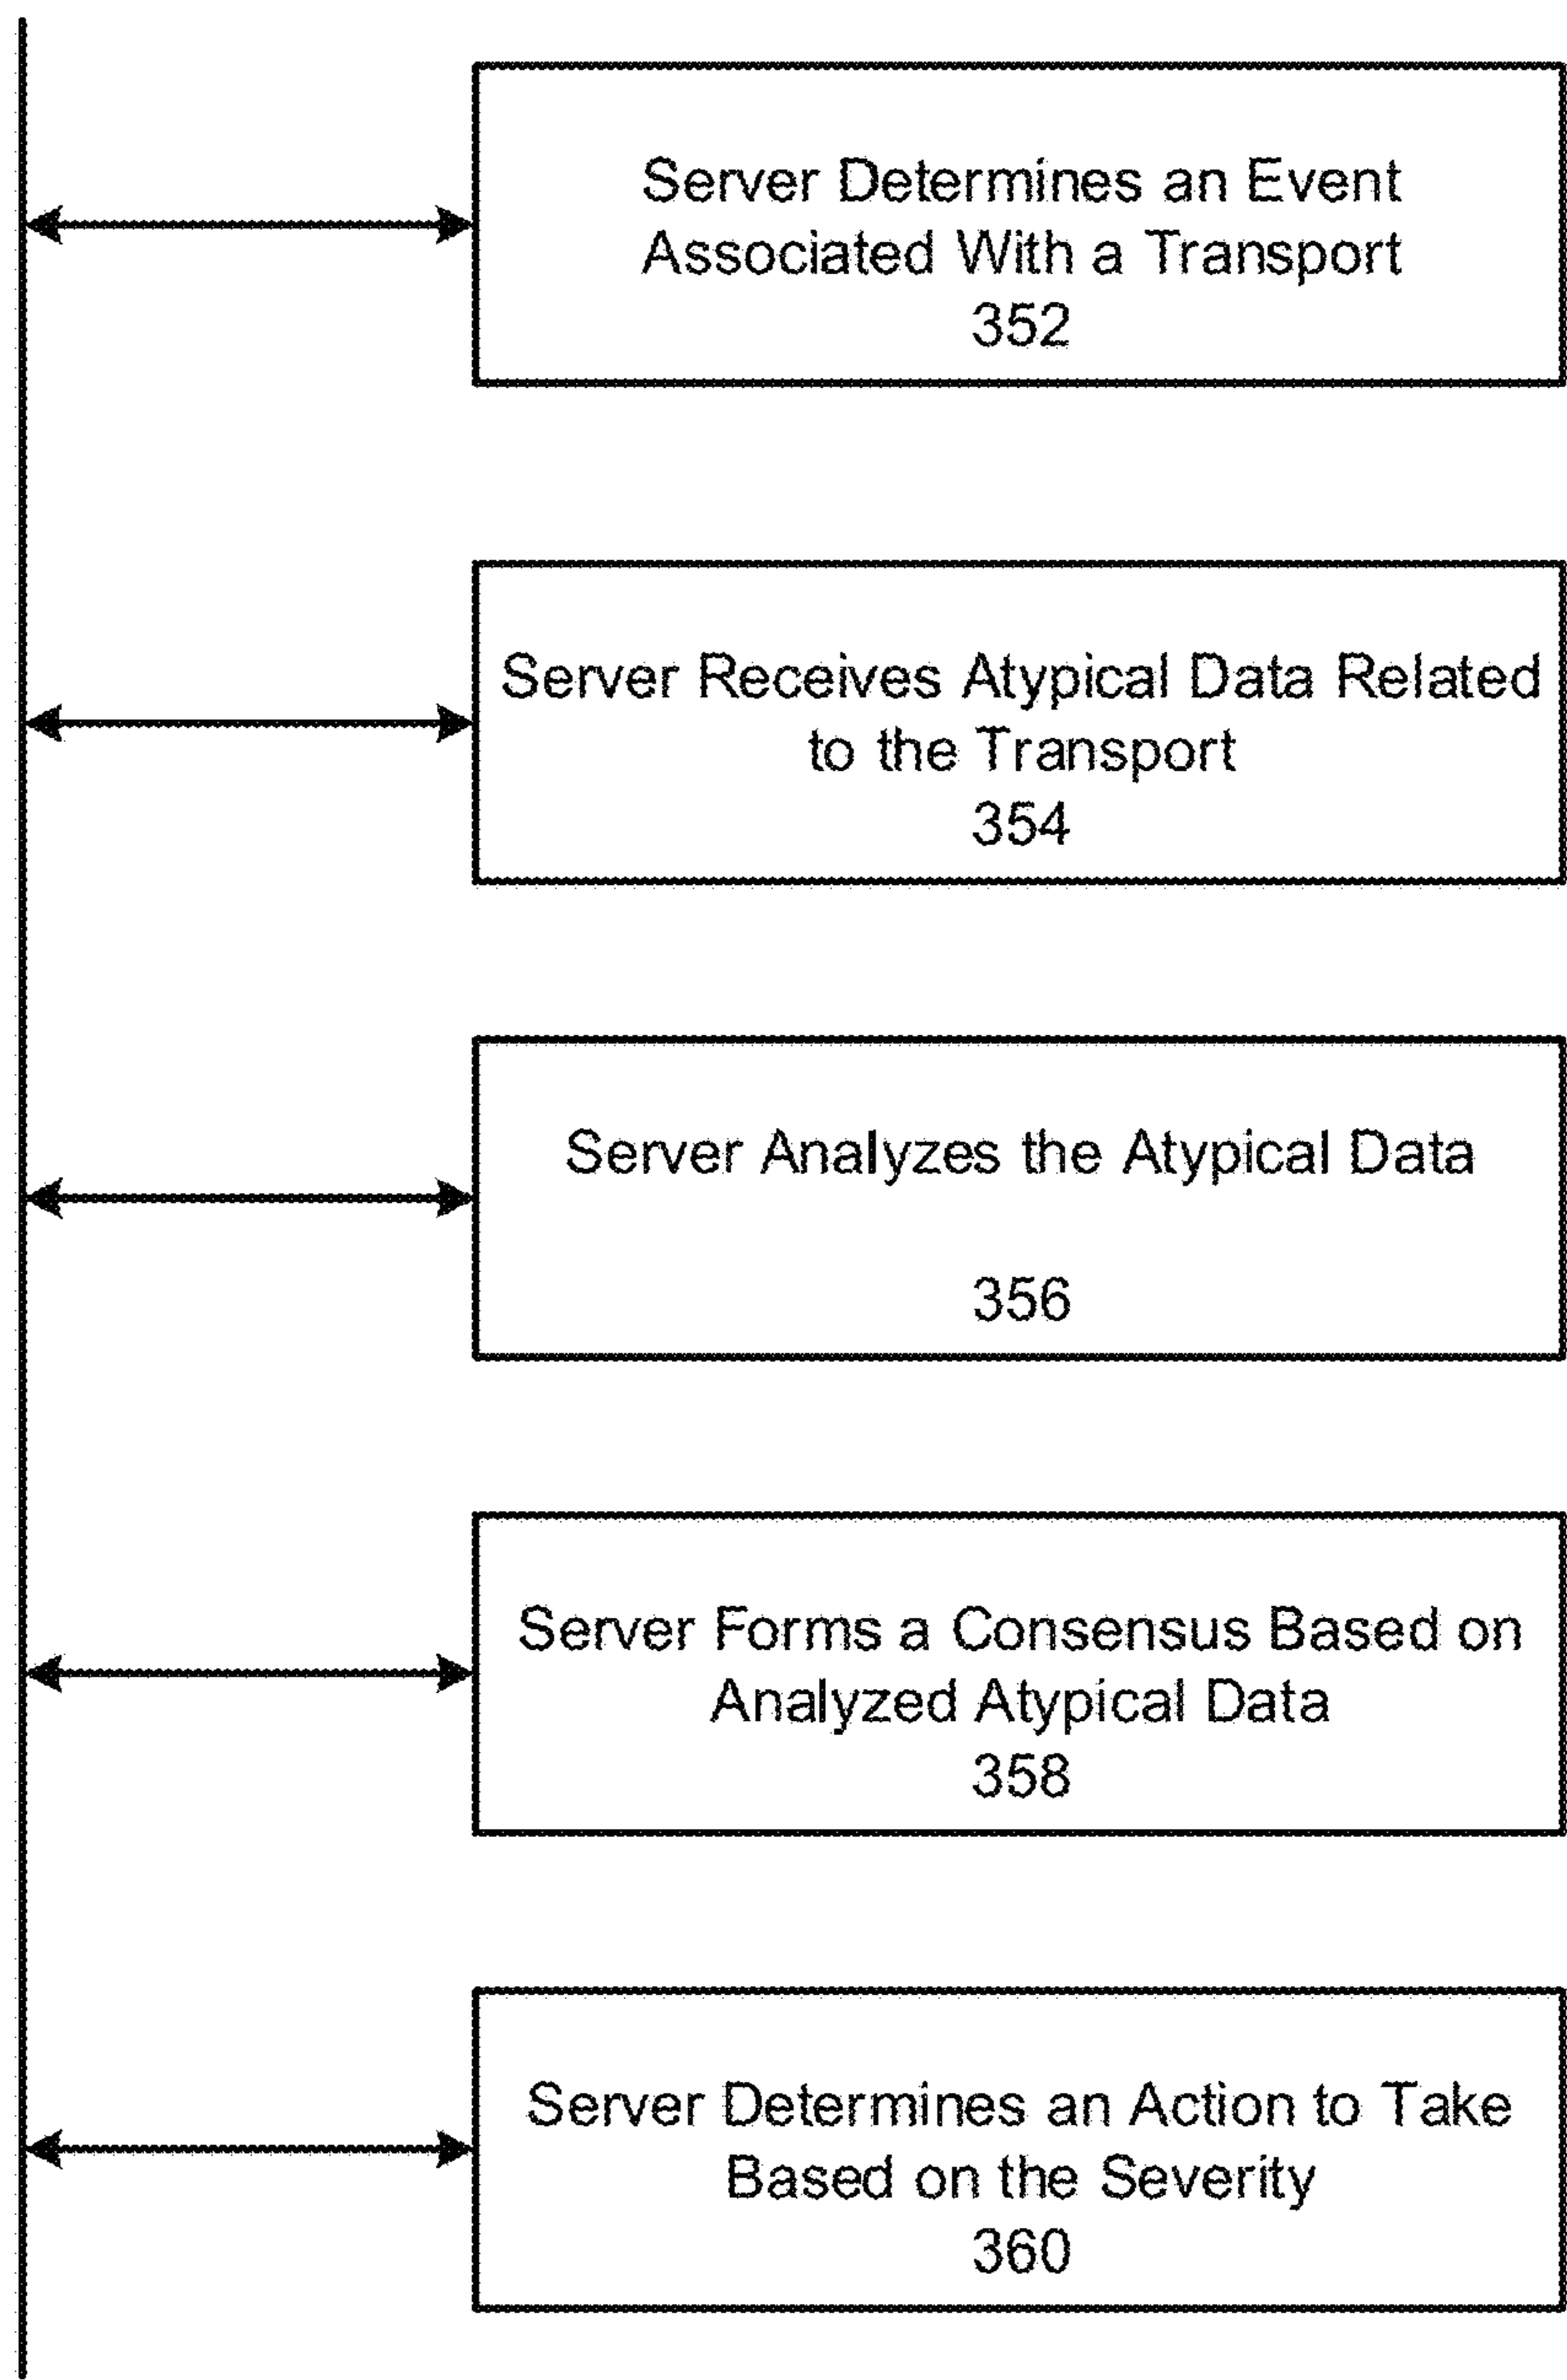 Server Determines an Event
Associated With a Transport
352
Server Receives Atypical Data Related
to the Transport
354
Server Analyzes the Atypical Data
356
Server Forms a Consensus Based on
Analyzed Atypical Data
358
Server Determines an Action to Take
Based on the Severity
360